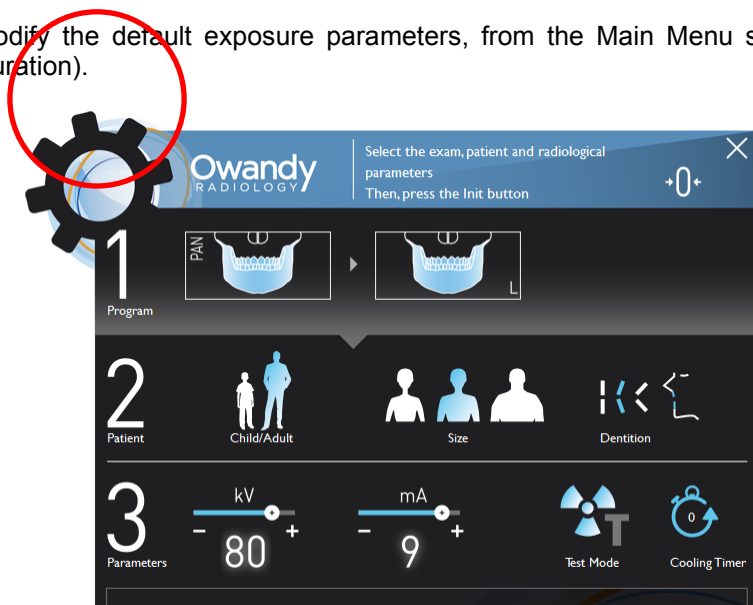 the default exposure parameters, from the Main Menu
Owandy
RADIOLOGY
Select the exam, patient and radiological
parameters
Then, press the Init button
+0+
1
Program
PAN
L
2
Patient
Child/Adult
Size
Dentition
3
Parameters
kV
- +
80
mA
- +
9
T
Test Mode
0
Cooling Timer